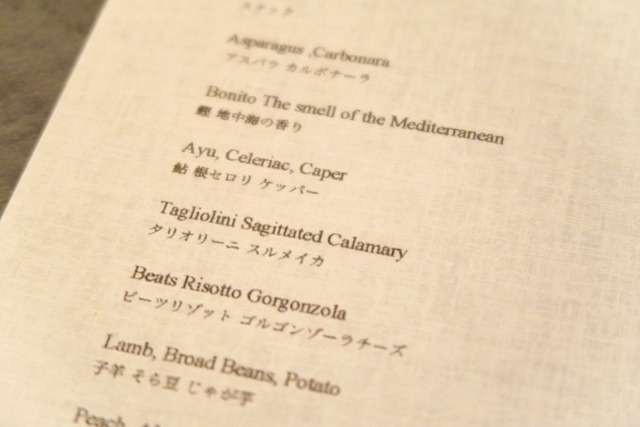 スナック
Asparagus ,Carbonara
アスパラ カルボナーラ
Bonito The smell of the Mediterranean
鰹 地中海の香り
Ayu, Celeriac, Caper
鮎 根セロリ ケッパー
Tagliolini Sagittated Calamary
タリオリーニ スルメイカ
Beats Risotto Gorgonzola
ビーツリゾット ゴルゴンゾーラチーズ
Lamb, Broad Beans, Potato
子羊 そら豆 じゃが芋
Peach,